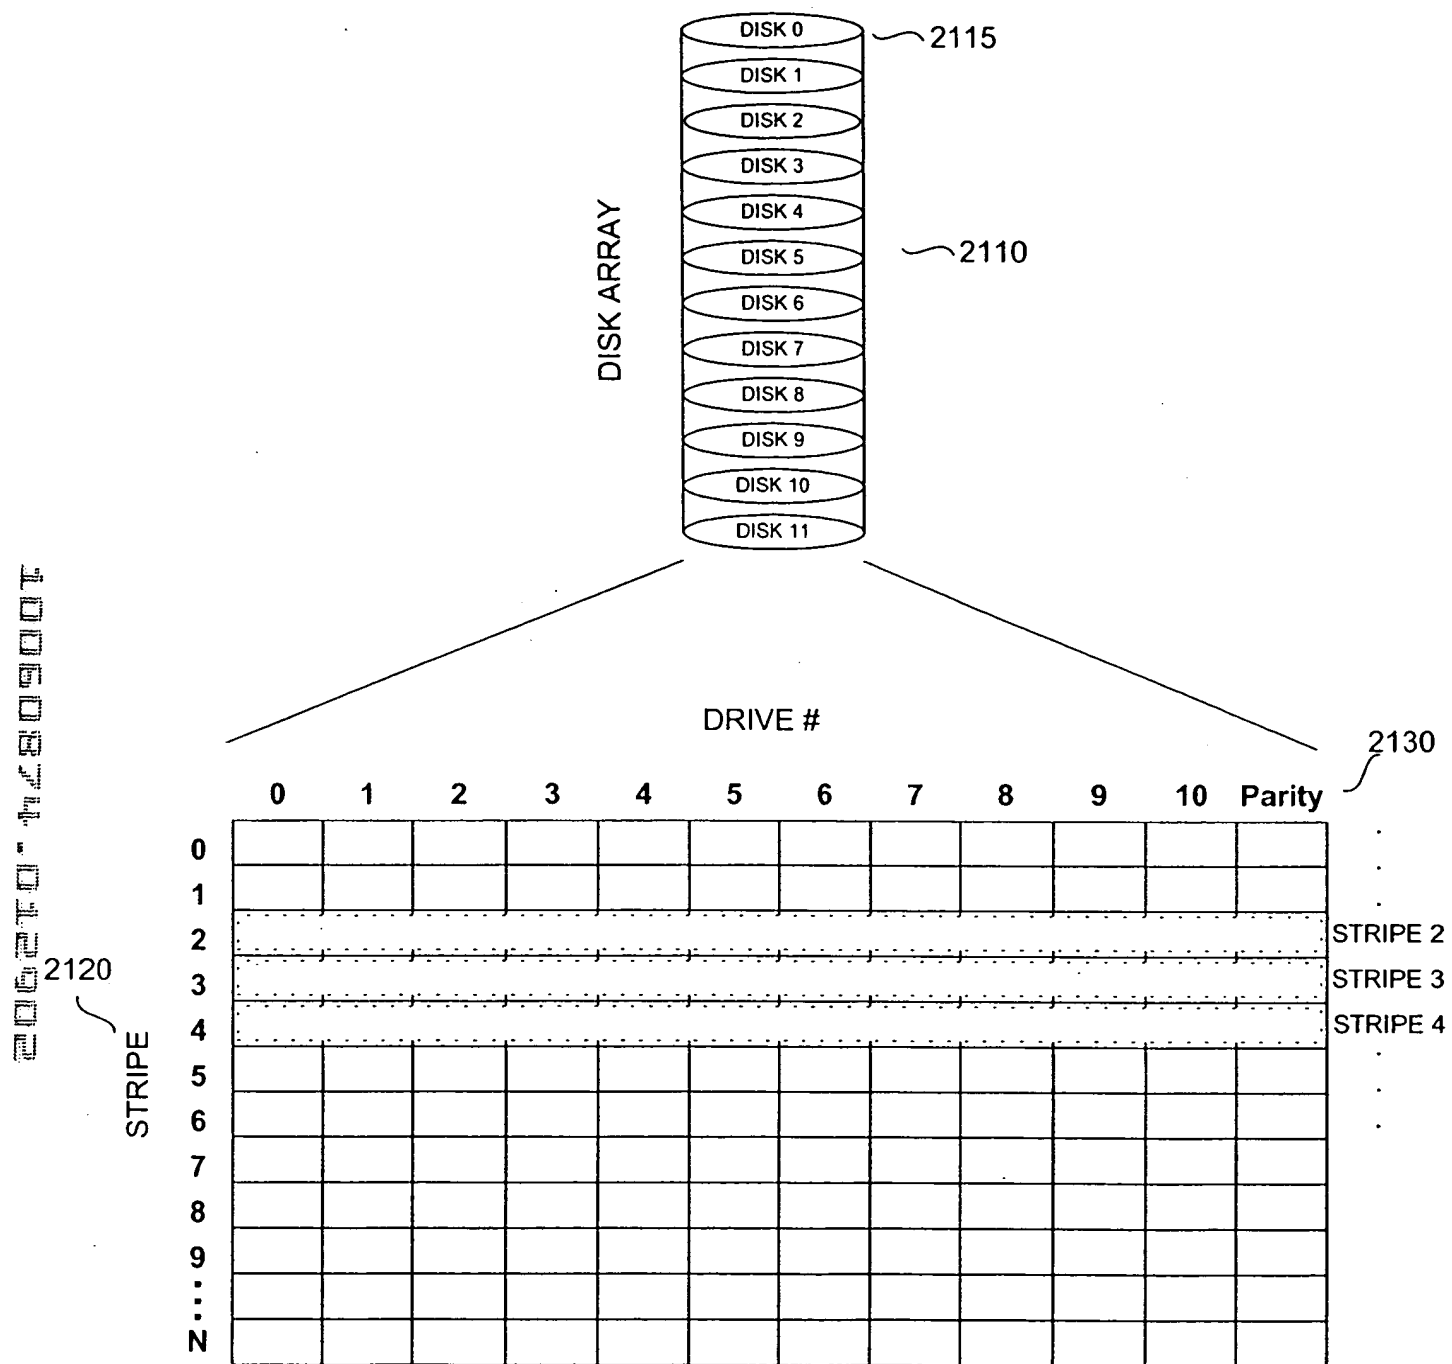 DISK 0
2115
DISK 1
DISK 2
DISK 3
DISK 4
DISK 5
DISK 6
DISK 7
DISK 8
DISK 9
DISK 10
DISK 11
DISK ARRAY
2110
DRIVE #
2130
0 1 2 3 4 5 6 7 8 9 10 Parity
0
1
2 STRIPE 2
3 STRIPE 3
4 STRIPE 4
5
6
7
8
9
N
2120
STRIPE
10060874.012902